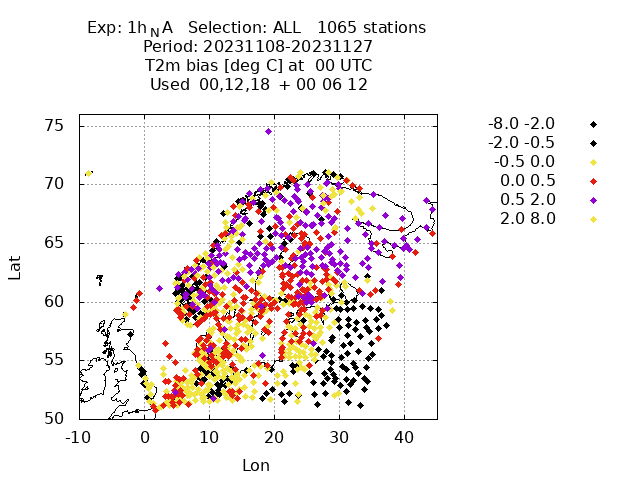 Exp: 1h N A Selection: ALL 1065 stations
Period: 20231108-20231127
T2m bias [deg C] at 00 UTC
Used 00,12,18 + 00 06 12
75
70
65
60
55
50
-10 0 10 20 30 40
Lat
Lon
-8.0 -2.0
-2.0 -0.5
-0.5 0.0
0.0 0.5
0.5 2.0
2.0 8.0